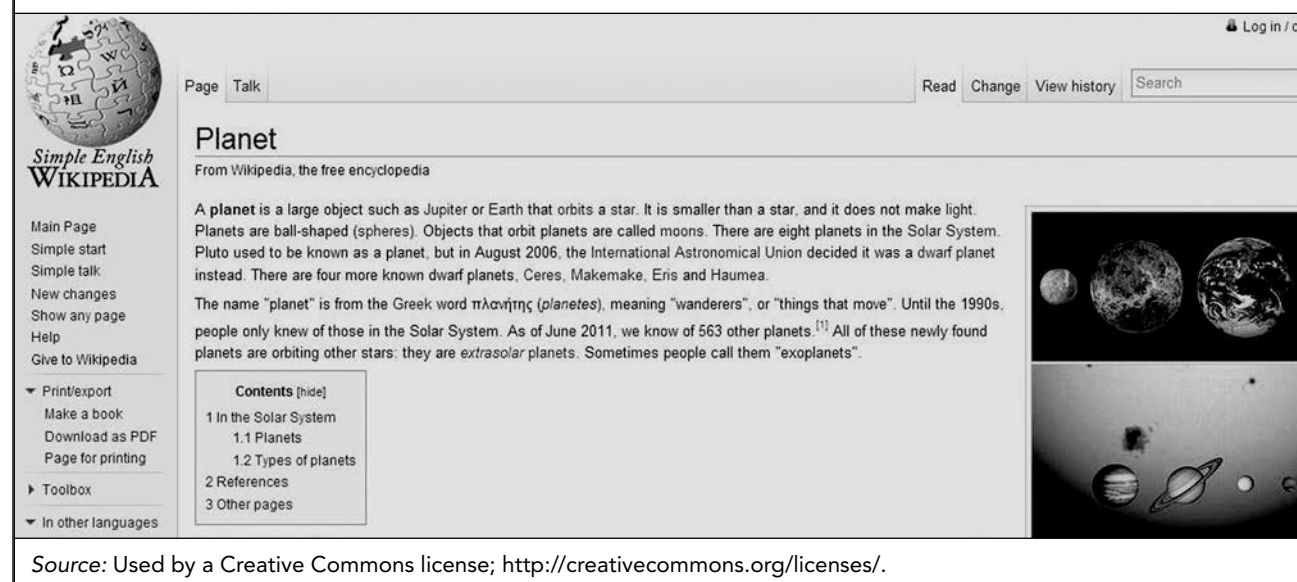 Log in /
Page Talk
Read Change View history Search
Simple English
WIKIPEDIA
Planet
From Wikipedia, the free encyclopedia
A planet is a large object such as Jupiter or Earth that orbits a star. It is smaller than a star, and it does not make light.
Planets are ball-shaped (spheres). Objects that orbit planets are called moons. There are eight planets in the Solar System.
Pluto used to be known as a planet, but in August 2006, the International Astronomical Union decided it was a dwarf planet
instead. There are four more known dwarf planets, Ceres, Makemake, Eris and Haumea.
The name "planet" is from the Greek word πλανήτης (planetes), meaning "wanderers", or "things that move". Until the 1990s,
people only knew of those in the Solar System. As of June 2011, we know of 563 other planets.[1] All of these newly found
planets are orbiting other stars: they are extrasolar planets. Sometimes people call them "exoplanets".
Main Page
Simple start
Simple talk
New changes
Show any page
Help
Give to Wikipedia
Print/export
Make a book
Download as PDF
Page for printing
Toolbox
In other languages
Contents [hide]
1 In the Solar System
1.1 Planets
1.2 Types of planets
2 References
3 Other pages
Source: Used by a Creative Commons license; http://creativecommons.org/licenses/.